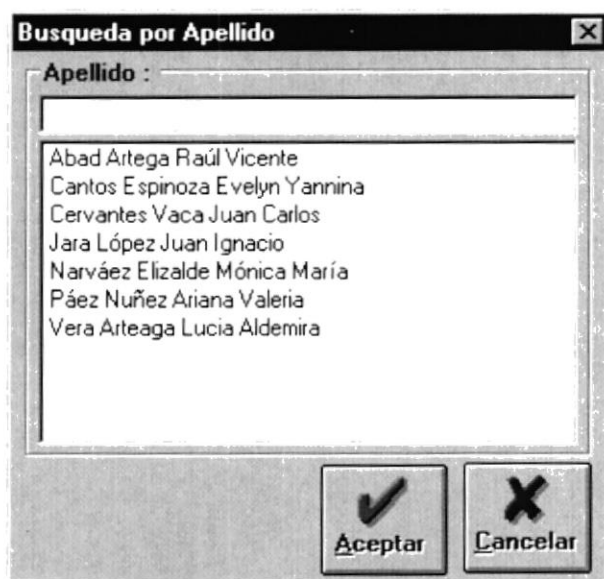 Busqueda por Apellido
Apellido :
Abad Artega Raúl Vicente
Cantos Espinoza Evelyn Yannina
Cervantes Vaca Juan Carlos
Jara López Juan Ignacio
Narváez Elizalde Mónica María
Páez Nuñez Ariana Valeria
Vera Arteaga Lucia Aldemira
Aceptar
Cancelar